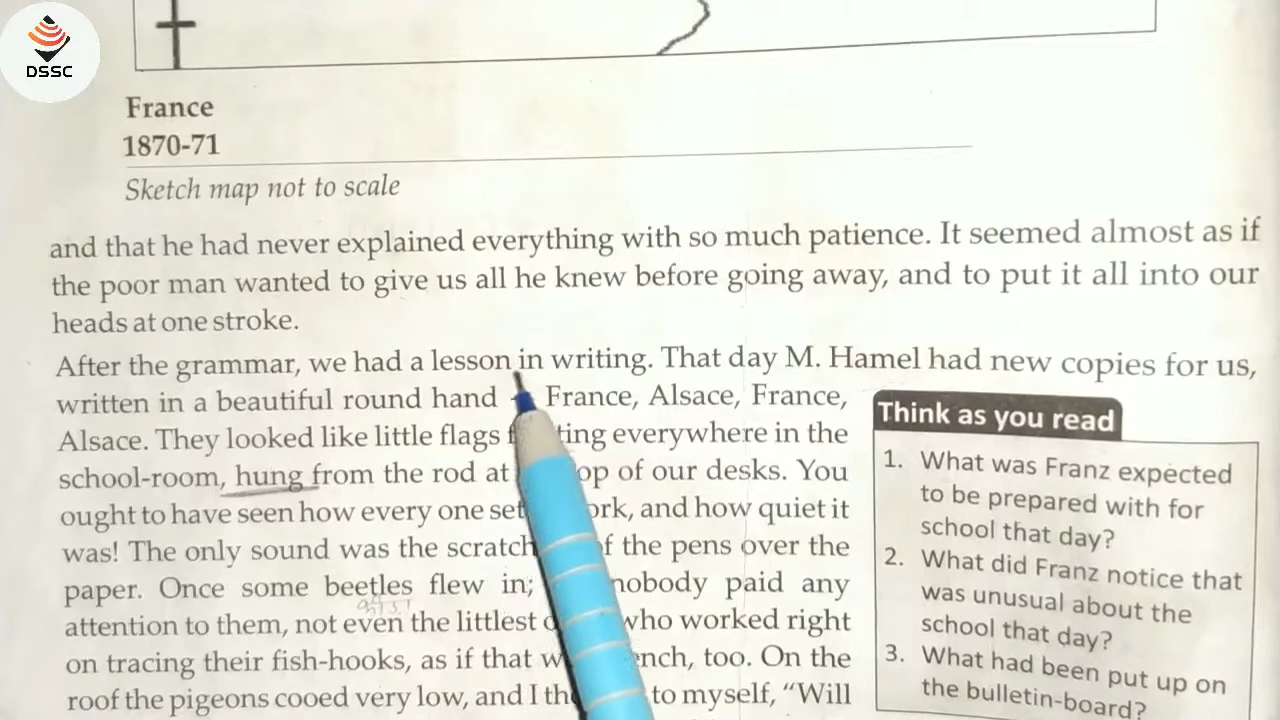 DSSC
France
1870-71
Sketch map not to scale
and that he had never explained everything with so much patience. It seemed almost as if
the poor man wanted to give us all he knew before going away, and to put it all into our
heads at one stroke.
After the grammar, we had a lesson in writing. That day M. Hamel had new copies for us,
written in a beautiful round hand France, Alsace, France,
Alsace. They looked like little flags everywhere in the
school-room, hung from the rod at of our desks. You
ought to have seen how every one set and how quiet it
was! The only sound was the of the pens over the
paper. Once some beetles flew in; nobody paid any
attention to them, not even the littlest who worked right
on tracing their fish-hooks, as if that too. On the
roof the pigeons cooed very low, and I to myself, "Will
Think as you read
1. What was Franz expected
to be prepared with for
school that day?
2. What did Franz notice that
was unusual about the
school that day?
3. What had been put up on
the bulletin-board?